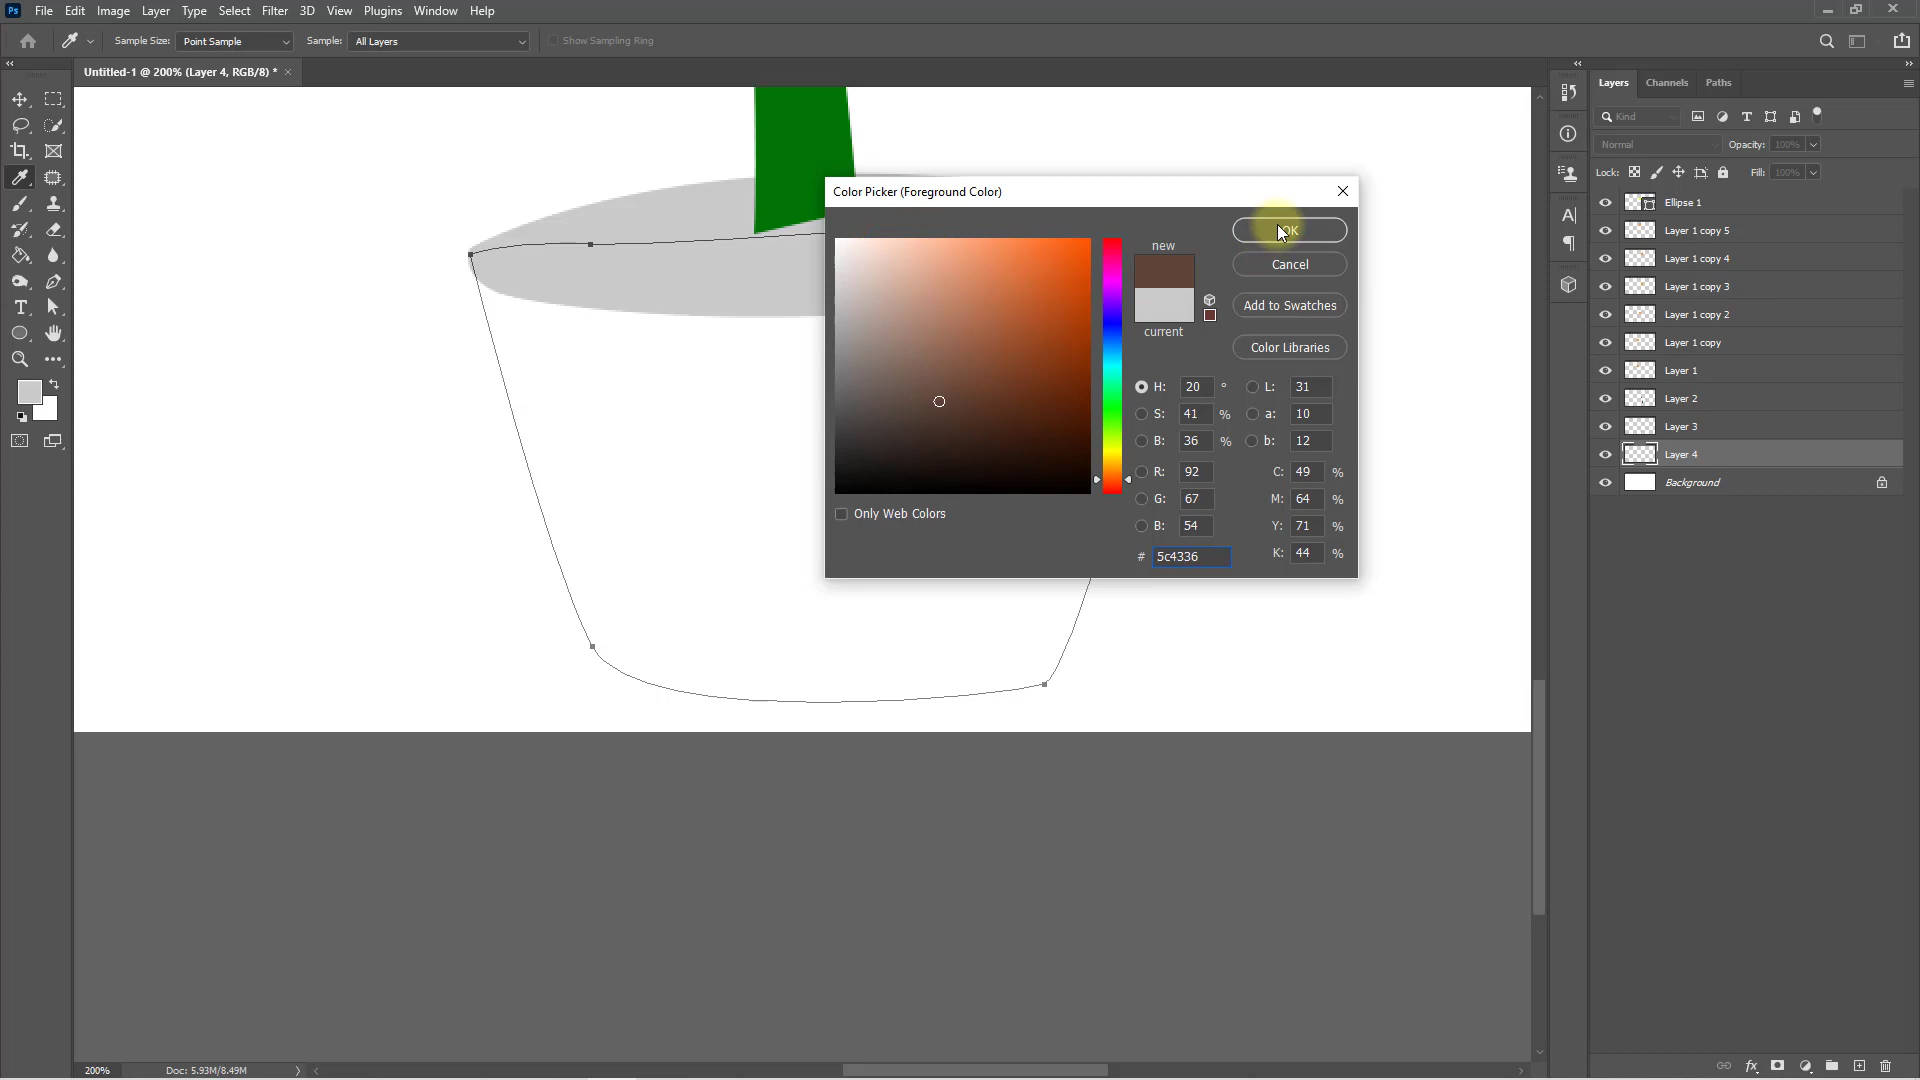 Ps File Edit Image Layer Type Select Filter 3D View Plugins Window Help
Sample Size: Point Sample Sample: All Layers Show Sampling Ring
Untitled-1 @ 200% (Layer 4, RGB/8) * ×
Layers Channels Paths
Kind
Normal Opacity: 100%
Lock: Fill: 100%
Ellipse 1
Layer 1 copy 5
Layer 1 copy 4
Layer 1 copy 3
Layer 1 copy 2
Layer 1 copy
Layer 1
Layer 2
Layer 3
Layer 4
Background
Color Picker (Foreground Color)
new
OK
Cancel
Add to Swatches
current
Color Libraries
H: 20 ° L: 31
S: 41 % a: 10
B: 36 % b: 12
R: 92 C: 49 %
G: 67 M: 64 %
B: 54 Y: 71 %
# 5c4336 K: 44 %
Only Web Colors
200% Doc: 5.93M/8.49M